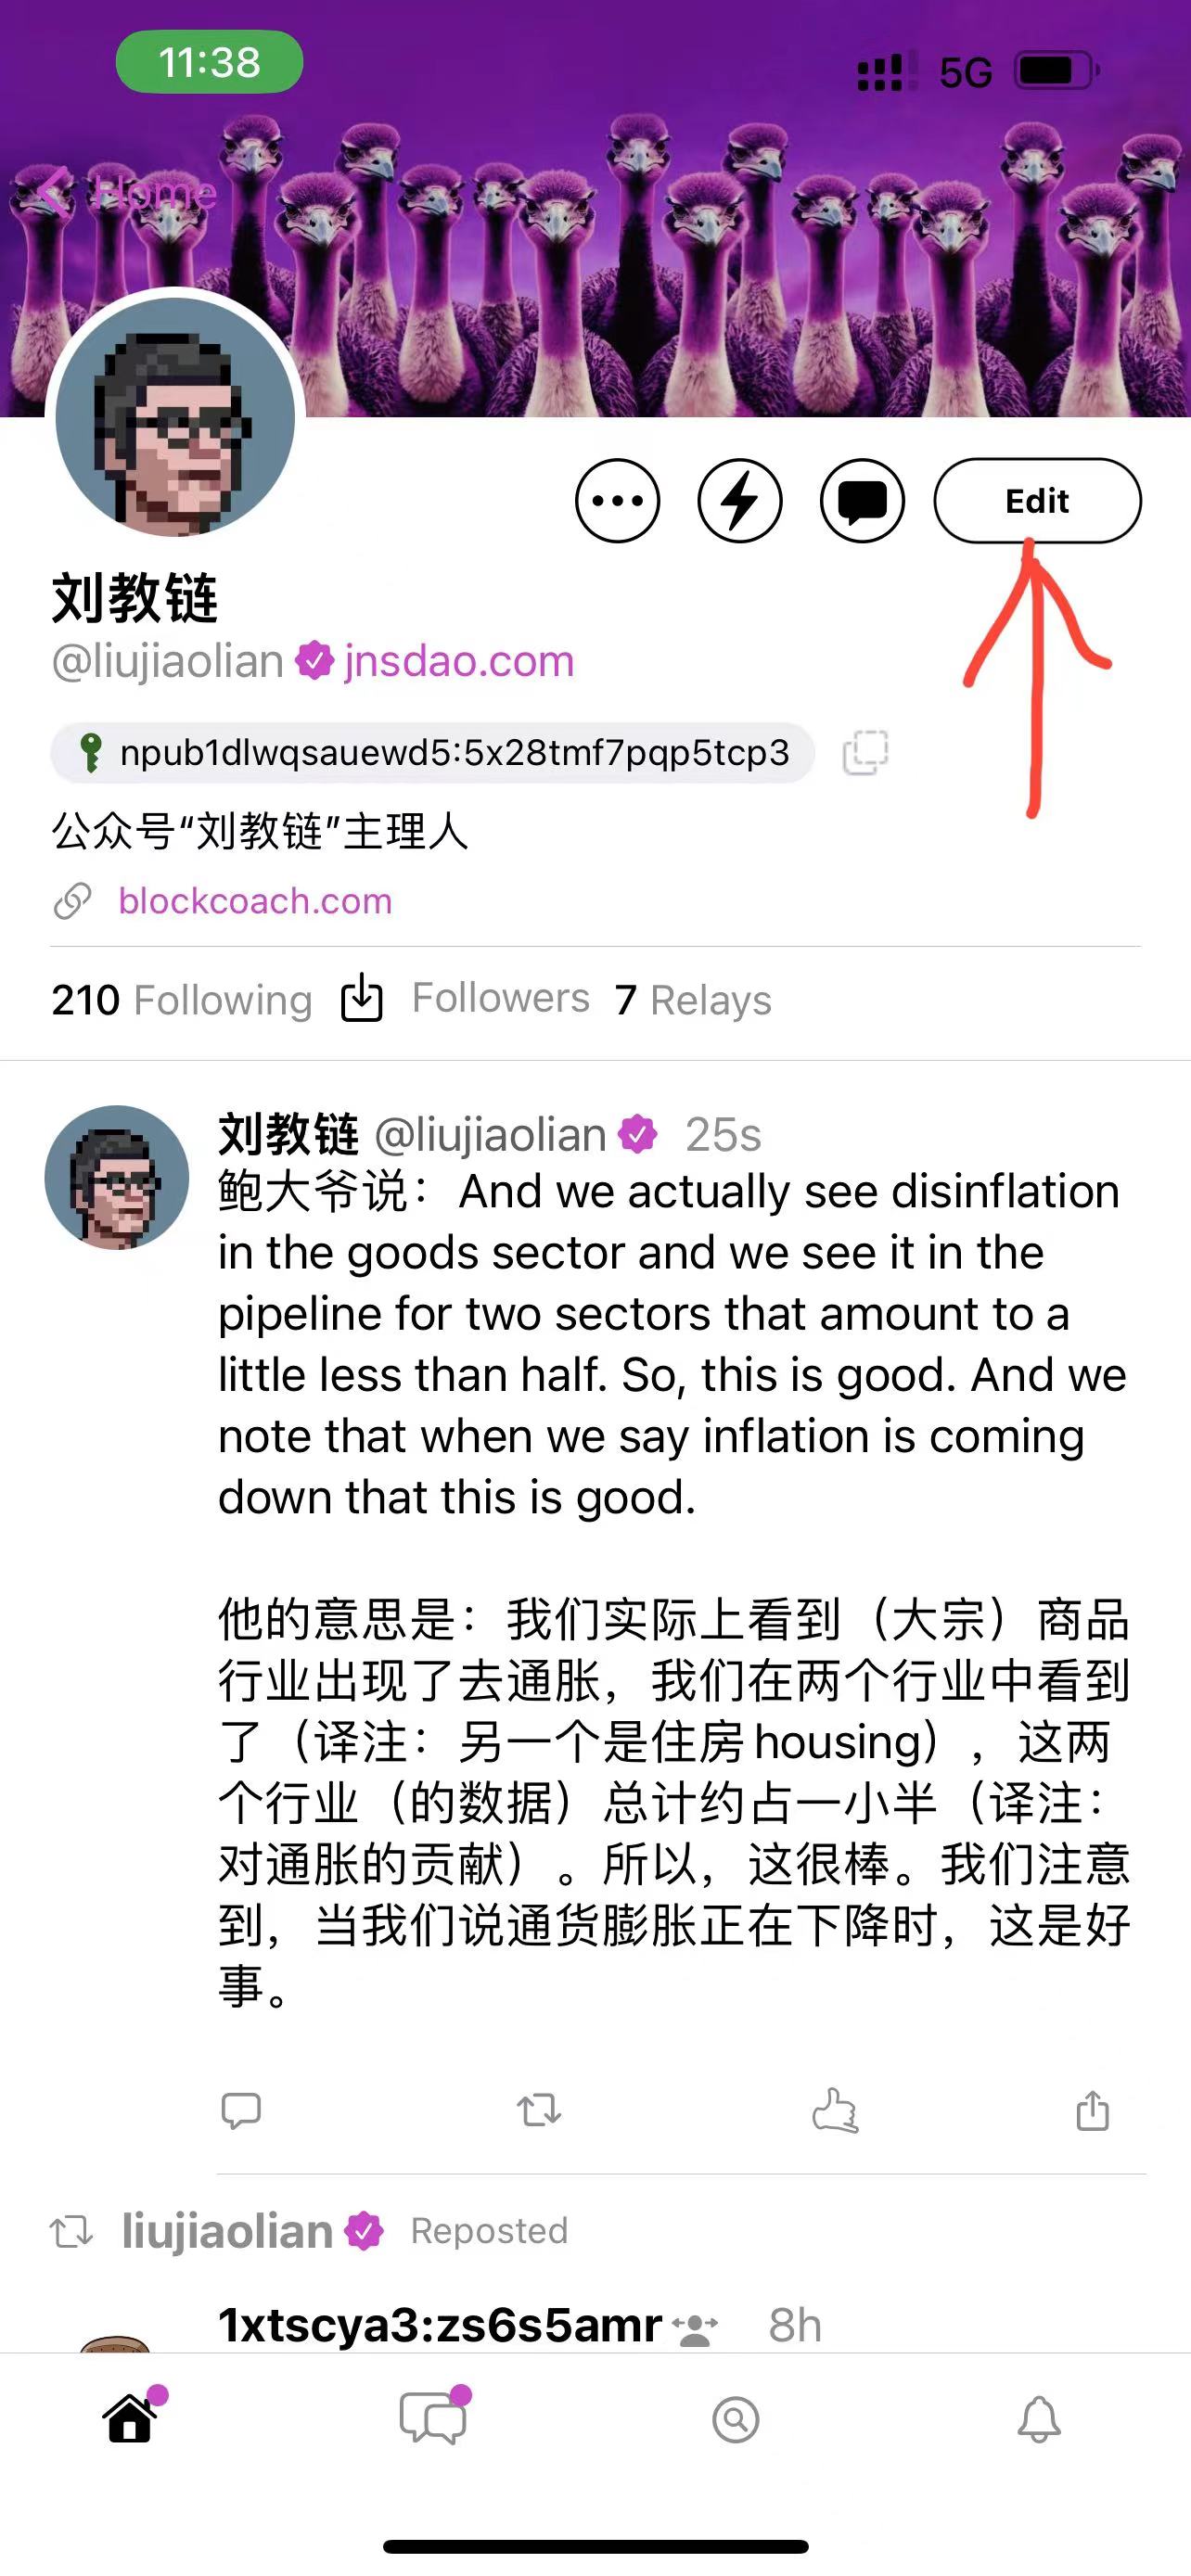 11:38
5G
Home
Edit
刘教链
@liujiaolian jnsdao.com
npub1dlwqsauewd5:5x28tmf7pqp5tcp3
公众号“刘教链”主理人
blockcoach.com
210 Following Followers 7 Relays
刘教链 @liujiaolian 25s
鲍大爷说：And we actually see disinflation
in the goods sector and we see it in the
pipeline for two sectors that amount to a
little less than half. So, this is good. And we
note that when we say inflation is coming
down that this is good.
他的意思是：我们实际上看到（大宗）商品
行业出现了去通胀，我们在两个行业中看到
了（译注：另一个是住房housing），这两
个行业（的数据）总计约占一小半（译注：
对通胀的贡献）。所以，这很棒。我们注意
到，当我们说通货膨胀正在下降时，这是好
事。
liujiaolian Reposted
1xtscya3:zs6s5amr 8h